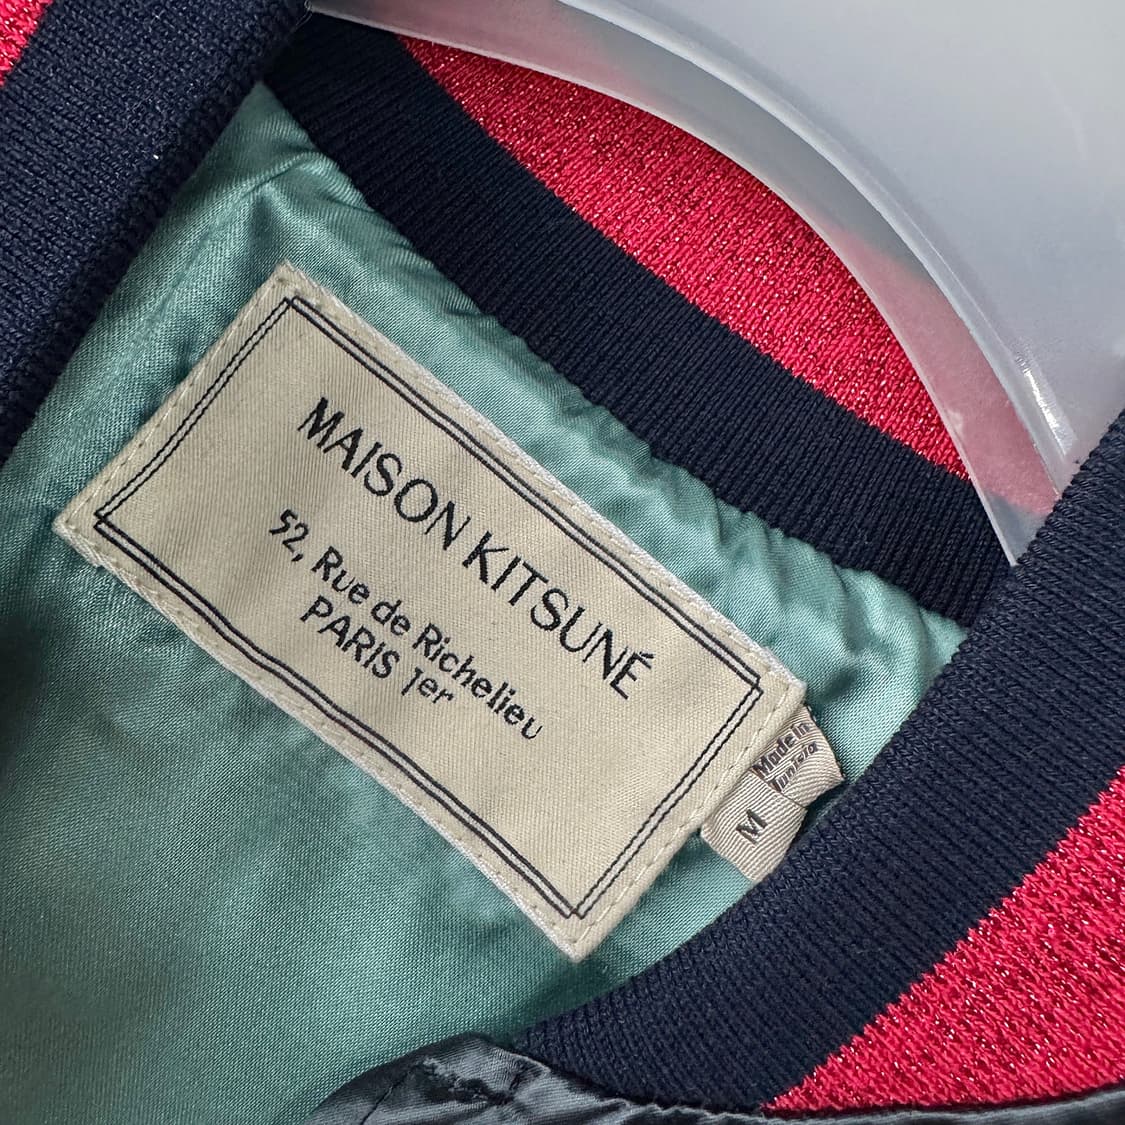 MAISON KITSUNÉ
52, Rue de Richelieu
PARIS 1er
Made in
M